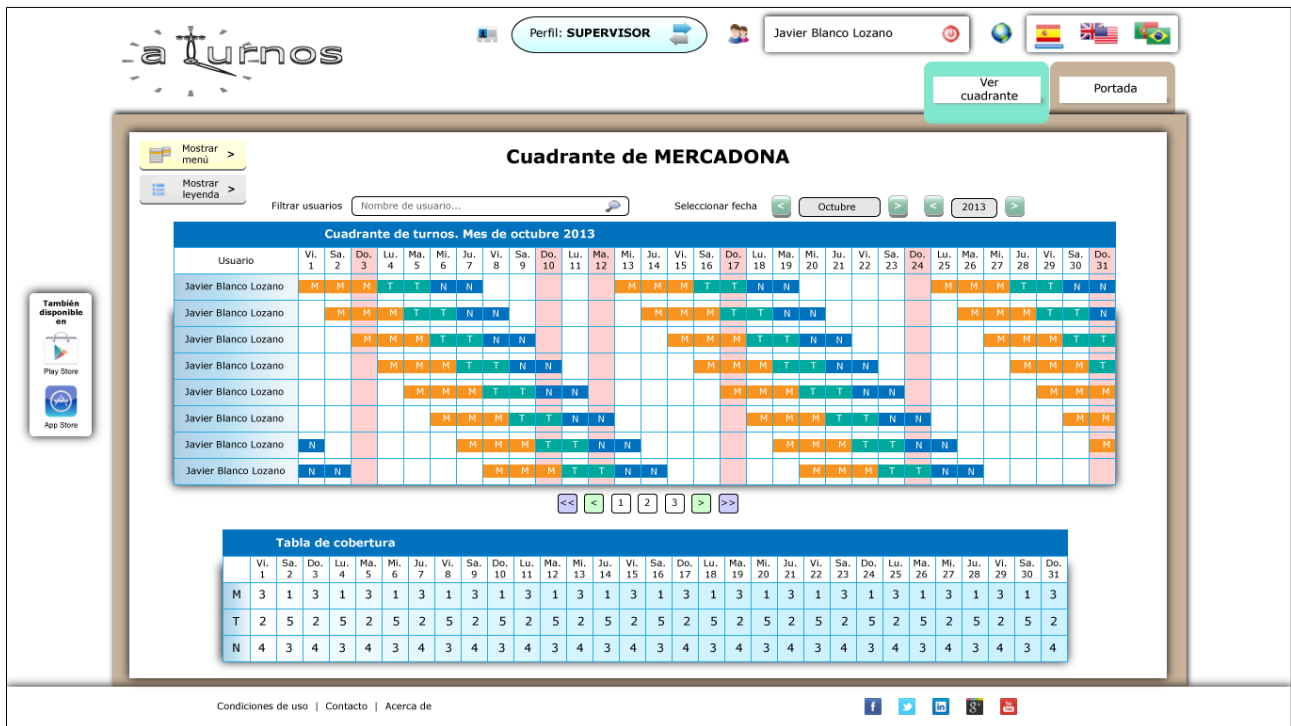 a turnos
Perfil: SUPERVISOR
Javier Blanco Lozano
Ver cuadrante
Portada
Mostrar menú >
Cuadrante de MERCADONA
Mostrar leyenda >
Filtrar usuarios Nombre de usuario... Seleccionar fecha < Octubre > < 2013 >
Cuadrante de turnos. Mes de octubre 2013
Usuario Vi. 1 Sa. 2 Do. 3 Lu. 4 Ma. 5 Mi. 6 Ju. 7 Vi. 8 Sa. 9 Do. 10 Lu. 11 Ma. 12 Mi. 13 Ju. 14 Vi. 15 Sa. 16 Do. 17 Lu. 18 Ma. 19 Mi. 20 Ju. 21 Vi. 22 Sa. 23 Do. 24 Lu. 25 Ma. 26 Mi. 27 Ju. 28 Vi. 29 Sa. 30 Do. 31
Javier Blanco Lozano M M M T T N N M M M T T N N M M M T T N N
Javier Blanco Lozano M M M T T N N M M M T T N N M M M T T N
Javier Blanco Lozano M M M T T N N M M M T T N N M M M T T
Javier Blanco Lozano M M M T T N N M M M T T N N M M M T
Javier Blanco Lozano M M M T T N N M M M T T N N M M M
Javier Blanco Lozano M M M T T N N M M M T T N N M M
Javier Blanco Lozano N M M M T T N N M M M T T N N M
Javier Blanco Lozano N N M M M T T N N M M M T T N N
<< < 1 2 3 > >>
También disponible en
Play Store
App Store
Tabla de cobertura
Vi. 1 Sa. 2 Do. 3 Lu. 4 Ma. 5 Mi. 6 Ju. 7 Vi. 8 Sa. 9 Do. 10 Lu. 11 Ma. 12 Mi. 13 Ju. 14 Vi. 15 Sa. 16 Do. 17 Lu. 18 Ma. 19 Mi. 20 Ju. 21 Vi. 22 Sa. 23 Do. 24 Lu. 25 Ma. 26 Mi. 27 Ju. 28 Vi. 29 Sa. 30 Do. 31
M 3 1 3 1 3 1 3 1 3 1 3 1 3 1 3 1 3 1 3 1 3 1 3 1 3 1 3 1 3 1 3
T 2 5 2 5 2 5 2 5 2 5 2 5 2 5 2 5 2 5 2 5 2 5 2 5 2 5 2 5 2 5 2
N 4 3 4 3 4 3 4 3 4 3 4 3 4 3 4 3 4 3 4 3 4 3 4 3 4 3 4 3 4 3 4
Condiciones de uso | Contacto | Acerca de